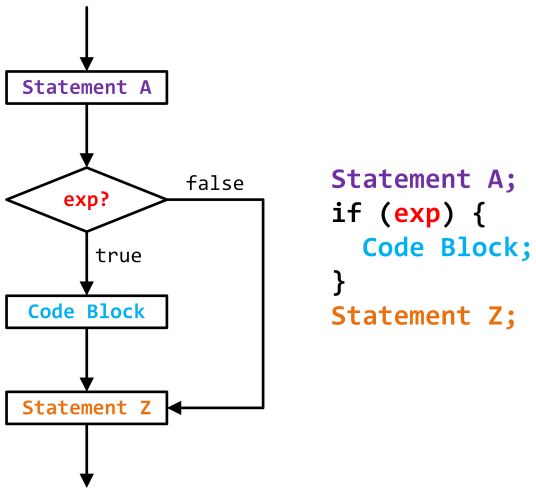 Statement A
exp?
false
true
Code Block
Statement Z
Statement A;
if (exp) {
  Code Block;
}
Statement Z;